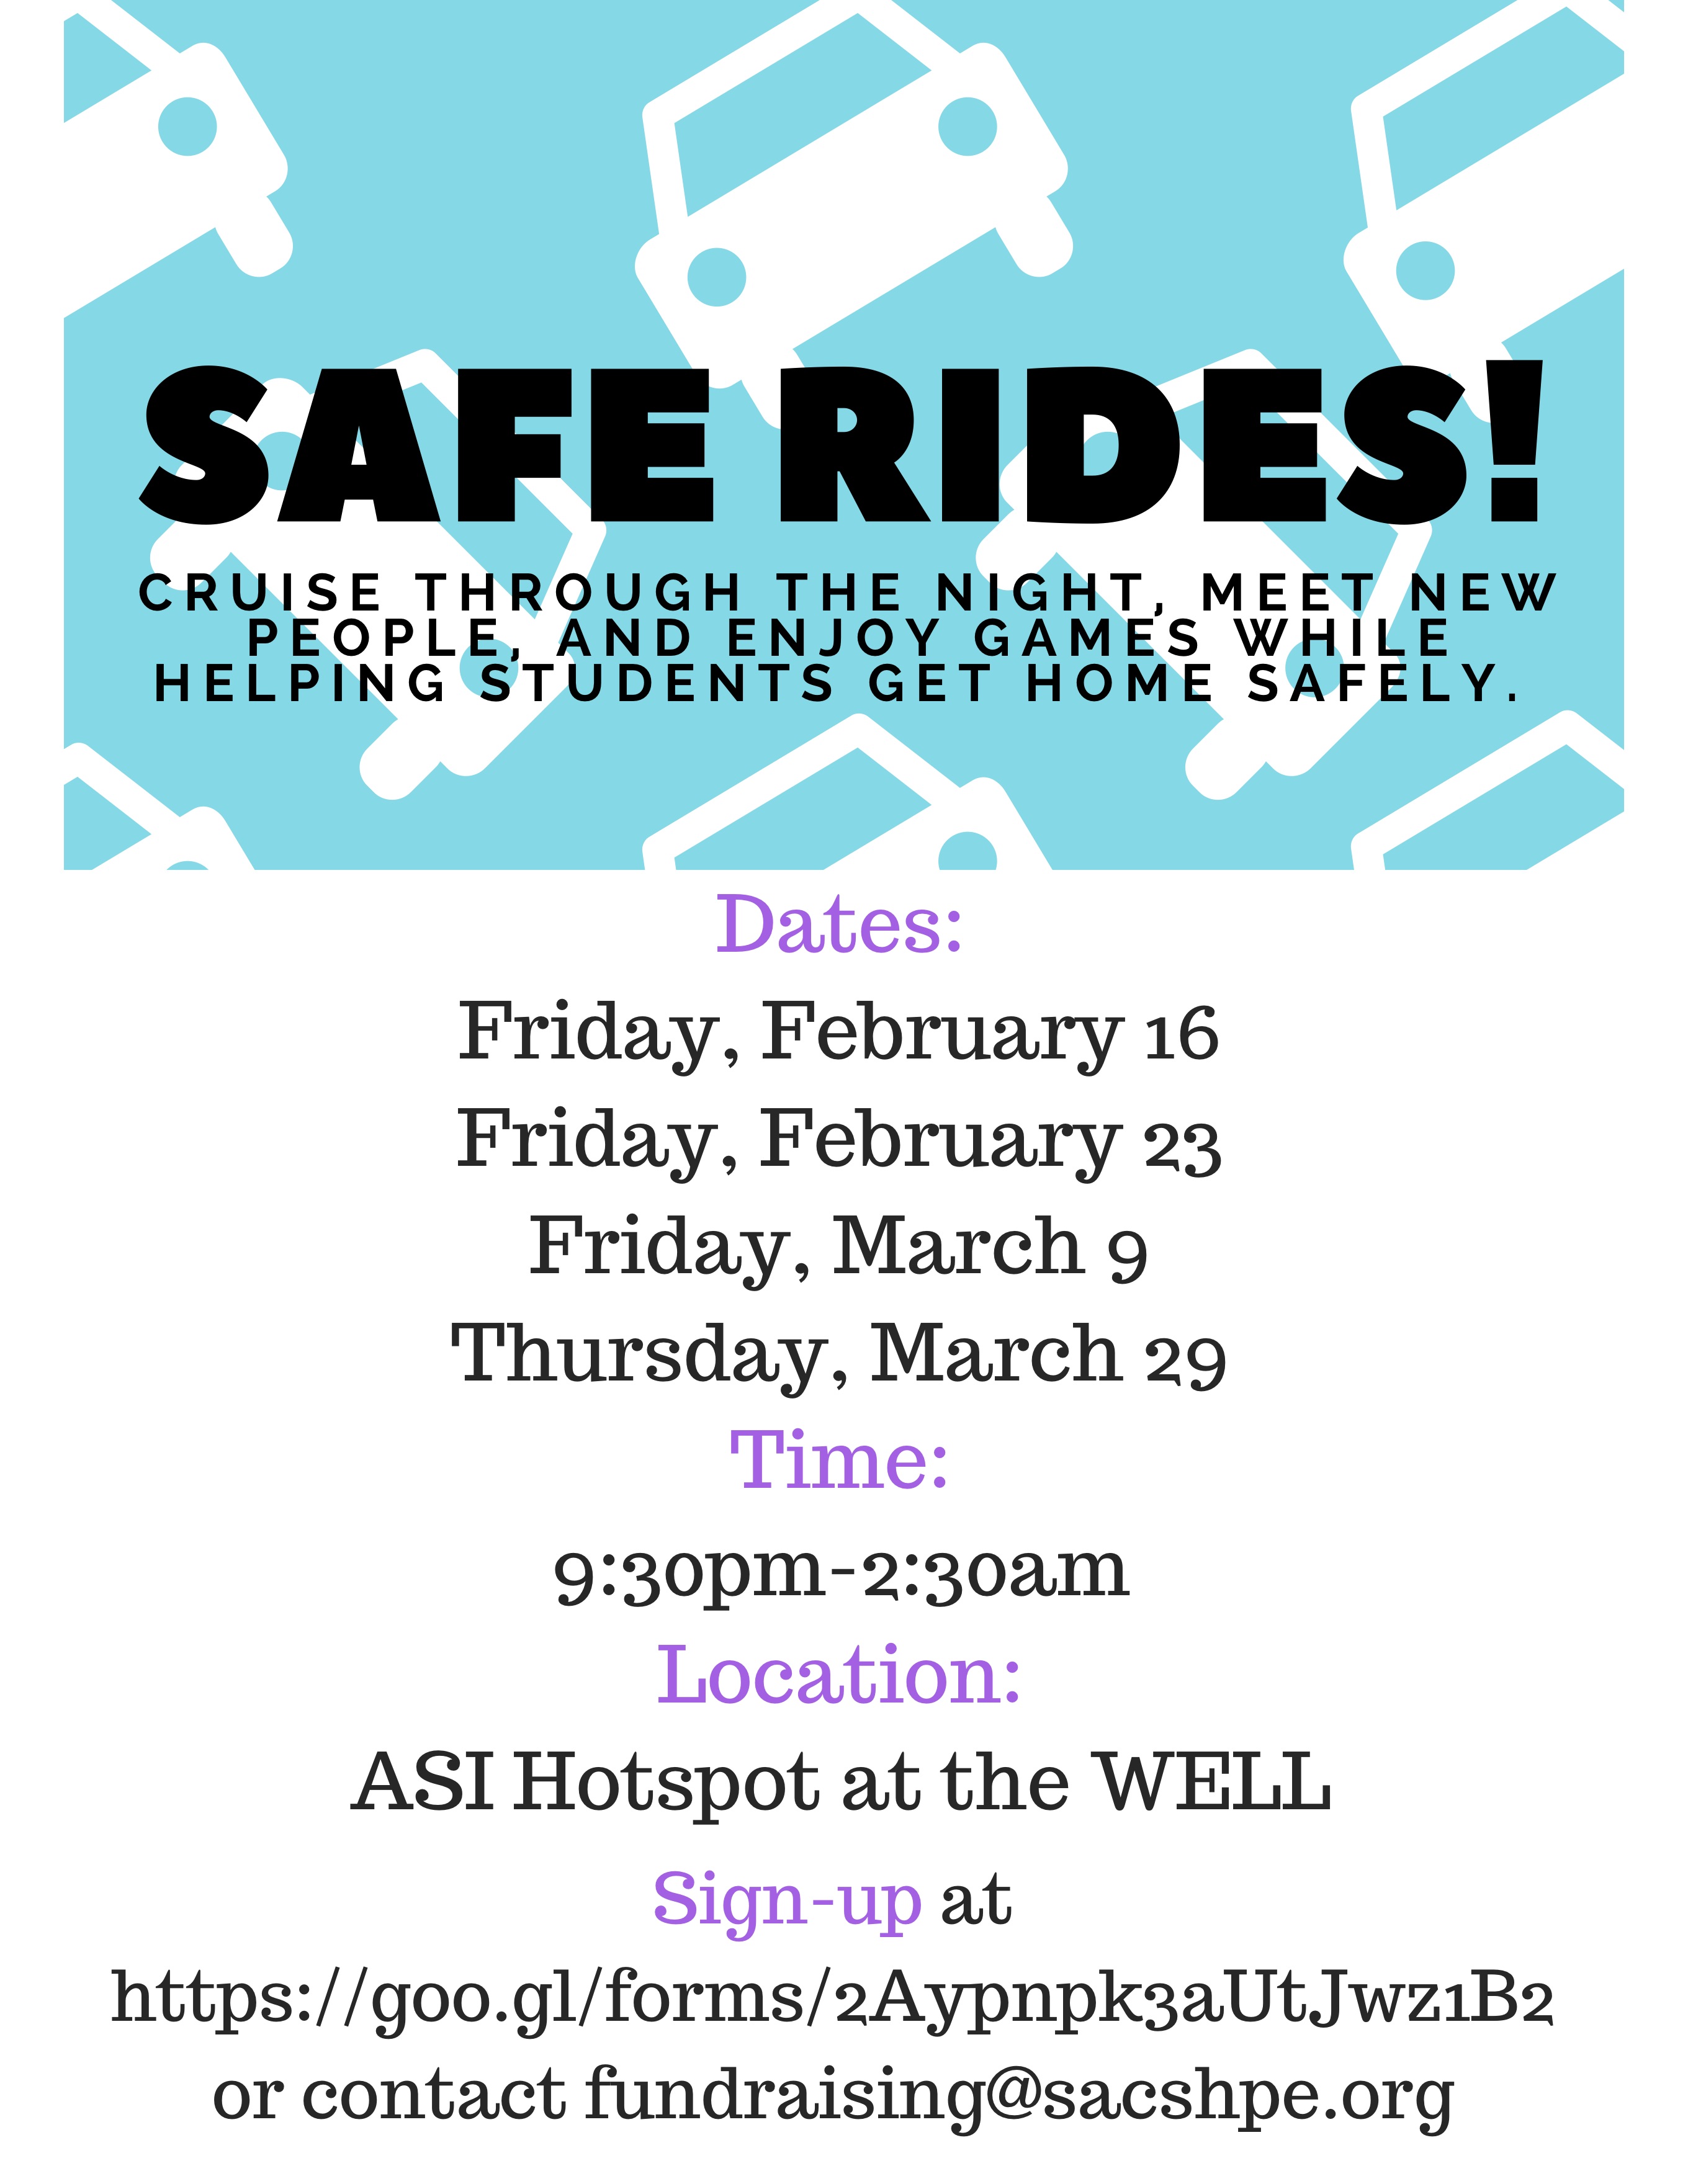 SAFE RIDES!
CRUISE THROUGH THE NIGHT, MEET NEW
PEOPLE, AND ENJOY GAMES WHILE
HELPING STUDENTS GET HOME SAFELY.
Dates:
Friday, February 16
Friday, February 23
Friday, March 9
Thursday, March 29
Time:
9:30pm-2:30am
Location:
ASI Hotspot at the WELL
Sign-up at
https://goo.gl/forms/2Aypnpk3aUtJwz1B2
or contact fundraising@sacshpe.org